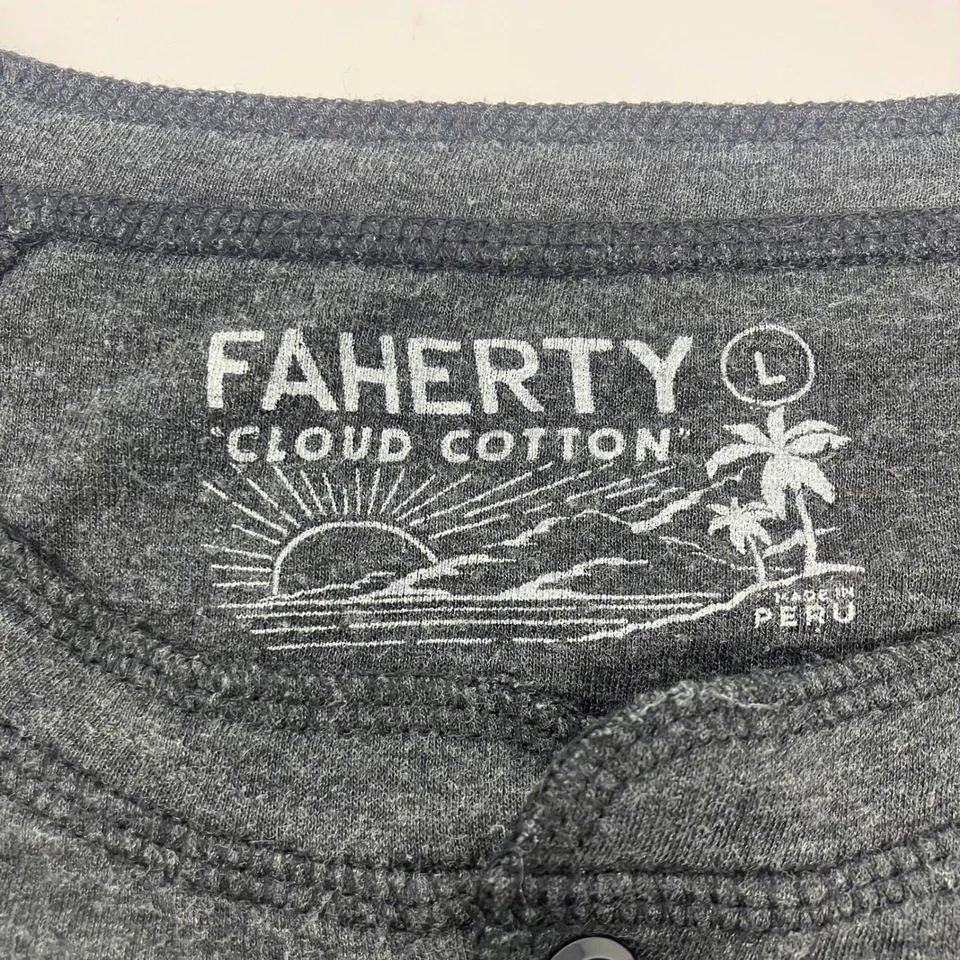 FAHERTY L
"CLOUD COTTON"
MADE IN
PERU